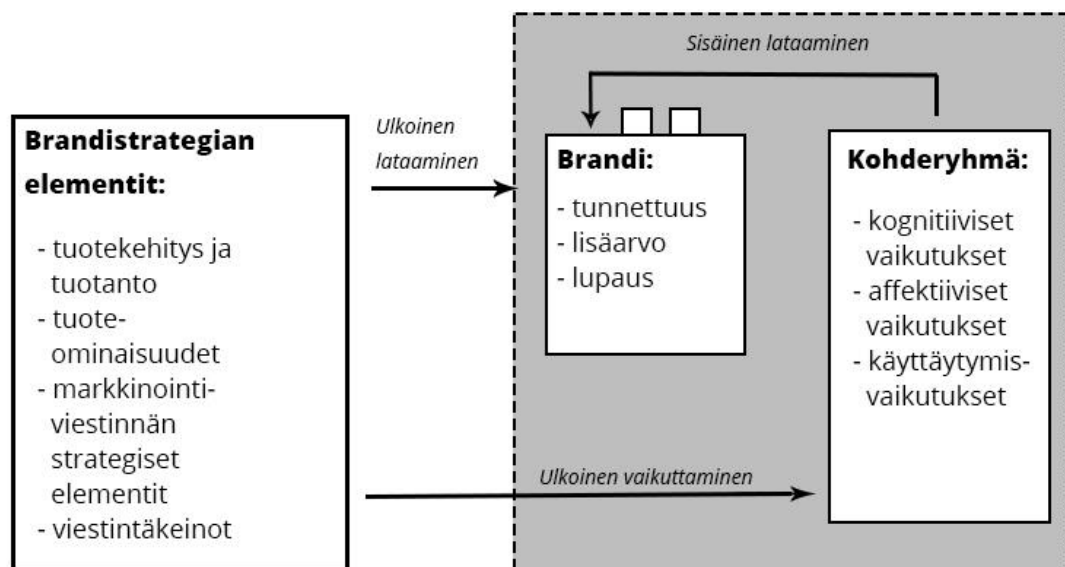 Brandistrategian
elementit:
- tuotekehitys ja
tuotanto
- tuote-
ominaisuudet
- markkinointi-
viestinnän
strategiset
elementit
- viestintäkeinot
Ulkoinen
lataaminen
Sisäinen lataaminen
Brandi:
- tunnettuus
- lisäarvo
- lupaus
Kohderyhmä:
- kognitiiviset
vaikutukset
- affektiiviset
vaikutukset
- käyttäytymis-
vaikutukset
Ulkoinen vaikuttaminen